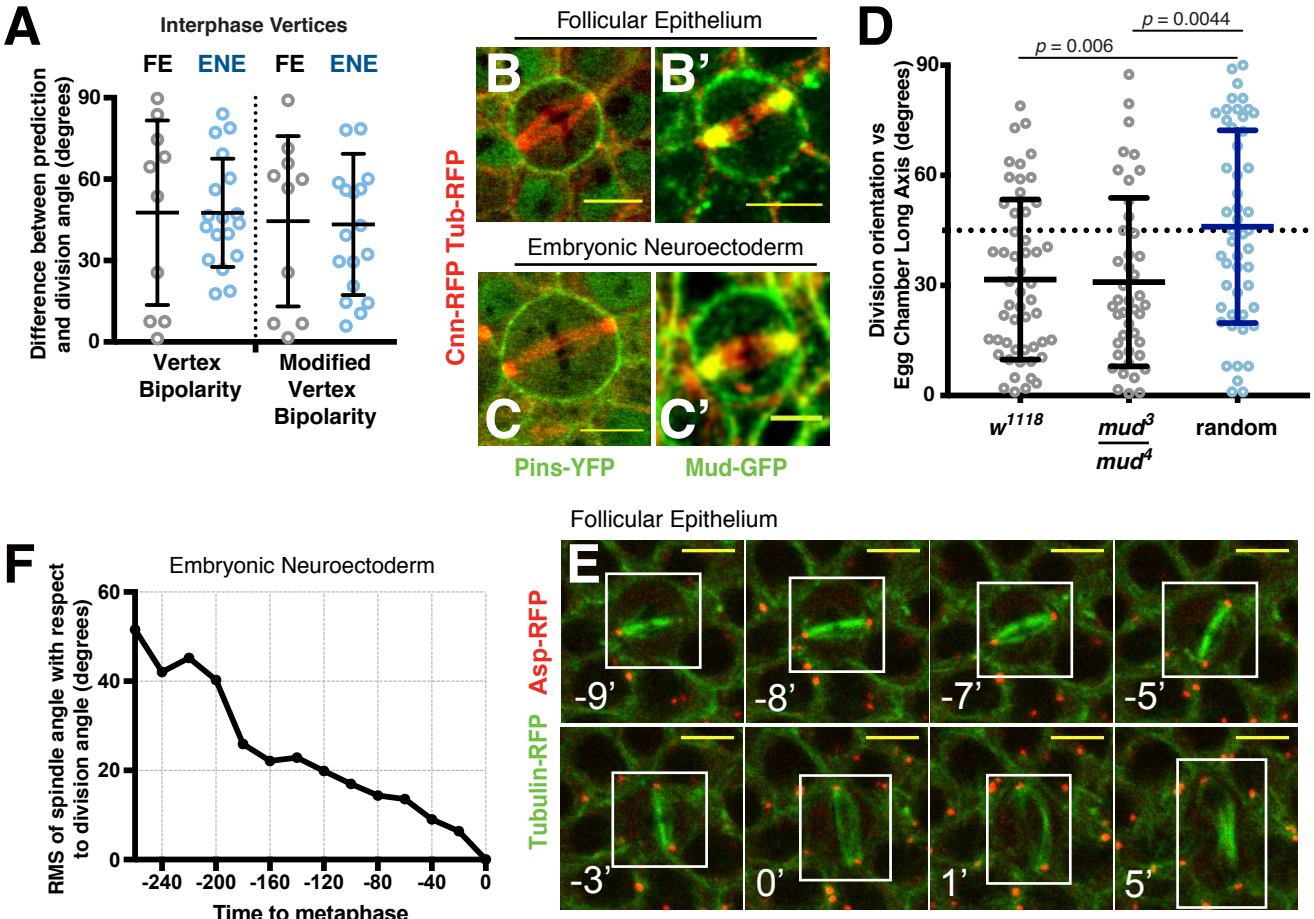 A
Interphase Vertices
FE ENE FE ENE
Difference between prediction
and division angle (degrees)
90
60
30
0
Vertex
Bipolarity
Modified
Vertex
Bipolarity
Follicular Epithelium
B
B’
Embryonic Neuroectoderm
C
C’
Cnn-RFP Tub-RFP
Pins-YFP
Mud-GFP
D
p = 0.0044
p = 0.006
Division orientation vs
Egg Chamber Long Axis (degrees)
90
60
30
0
w1118
mud3
mud4
random
F
Embryonic Neuroectoderm
RMS of spindle angle with respect
to division angle (degrees)
60
40
20
0
-240 -200 -160 -120 -80 -40 0
Time to metaphase
Follicular Epithelium
E
Asp-RFP
Tubulin-RFP
-9’
-8’
-7’
-5’
-3’
0’
1’
5’